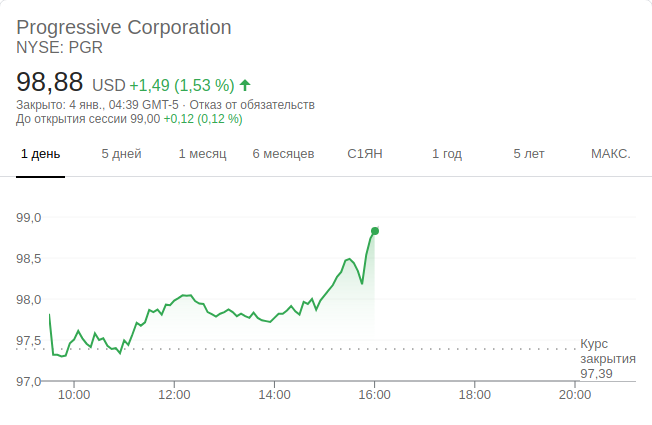 Progressive Corporation
NYSE: PGR
98,88 USD +1,49 (1,53 %)
Закрыто: 4 янв., 04:39 GMT-5 · Отказ от обязательств
До открытия сессии 99,00 +0,12 (0,12 %)
1 день 5 дней 1 месяц 6 месяцев С1ЯН 1 год 5 лет МАКС.
99,0
98,5
98,0
97,5
Курс
закрытия
97,39
97,0
10:00 12:00 14:00 16:00 18:00 20:00